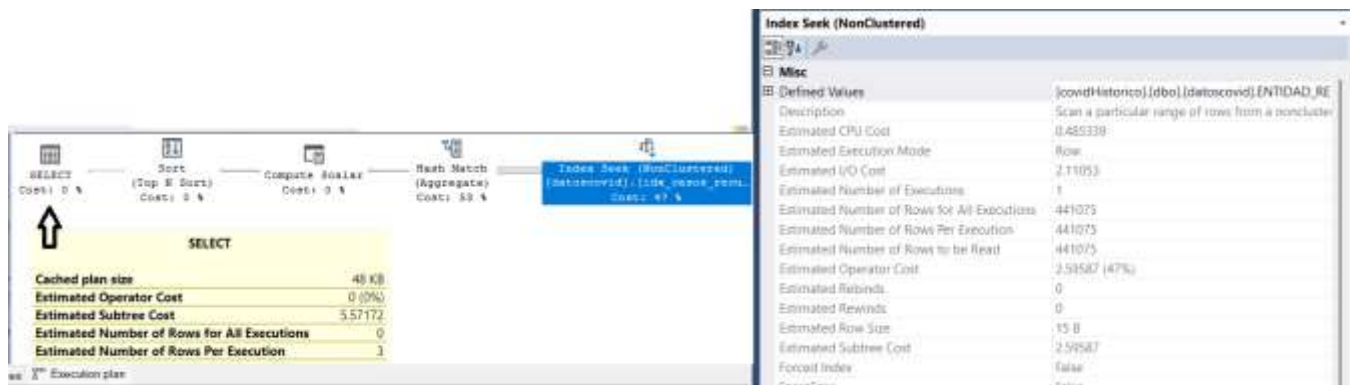 SELECT
Cost: 0 %
Sort
(Top N Sort)
Cost: 0 %
Compute Scalar
Cost: 0 %
Hash Match
(Aggregate)
Cost: 53 %
Index Seek (NonClustered)
Cost: 47 %
SELECT
Cached plan size 48 KB
Estimated Operator Cost 0 (0%)
Estimated Subtree Cost 5.57172
Estimated Number of Rows for All Executions 0
Estimated Number of Rows Per Execution 3
Execution plan
Index Seek (NonClustered)
Misc
Defined Values [covidHistorico].[dbo].[datoscovid].ENTIDAD_RE
Description Scan a particular range of rows from a noncluster
Estimated CPU Cost 0.485339
Estimated Execution Mode Row
Estimated I/O Cost 2.11053
Estimated Number of Executions 1
Estimated Number of Rows for All Executions 441075
Estimated Number of Rows Per Execution 441075
Estimated Number of Rows to be Read 441075
Estimated Operator Cost 2.59587 (47%)
Estimated Rebinds 0
Estimated Rewinds 0
Estimated Row Size 15 B
Estimated Subtree Cost 2.59587
Forced Index False